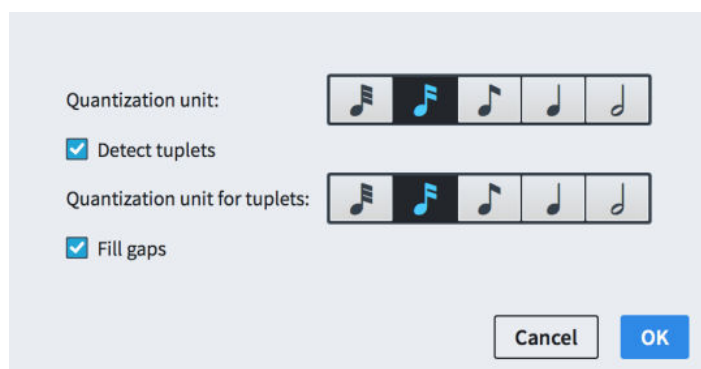 Quantization unit:
Detect tuplets
Quantization unit for tuplets:
Fill gaps
Cancel OK